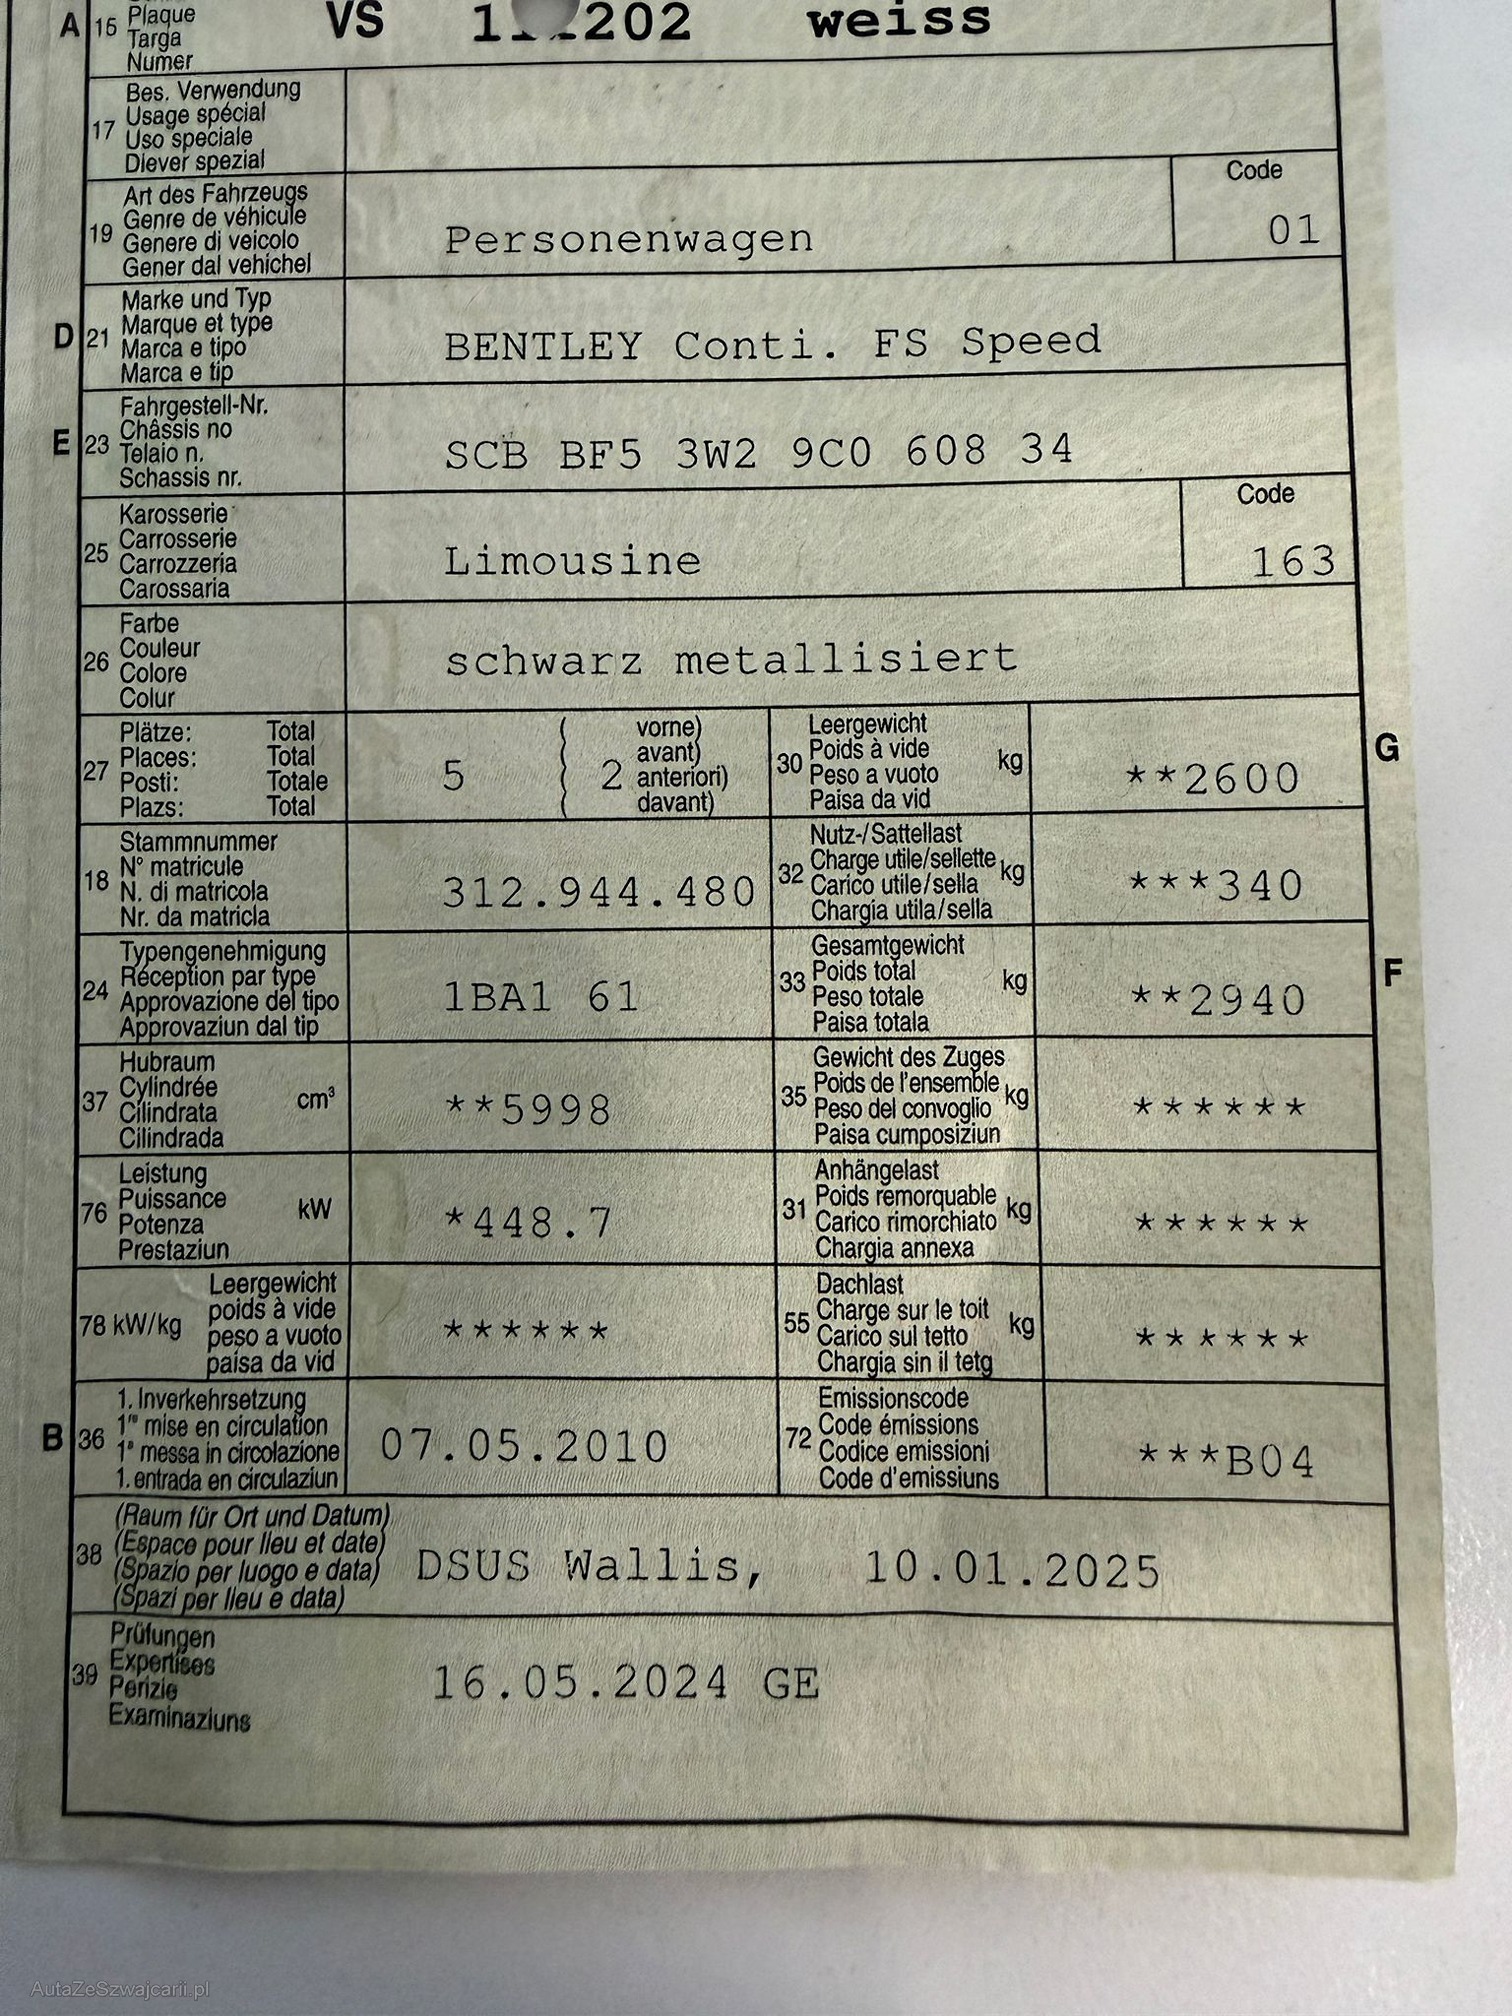 A 15 Plaque VS 202 weiss
Targa
Numer
17 Bes. Verwendung
Usage spécial
Uso speciale
Diever spezial
19 Art des Fahrzeugs Code
Genre de véhicule
Genere di veicolo Personenwagen 01
Gener dal vehichel
D 21 Marke und Typ
Marque et type
Marca e tipo BENTLEY Conti. FS Speed
Marca e tip
E 23 Fahrgestell-Nr.
Châssis no
Telaio n. SCB BF5 3W2 9C0 608 34
Schassis nr.
25 Karosserie Code
Carrosserie
Carrozzeria Limousine 163
Carossaria
26 Farbe
Couleur
Colore schwarz metallisiert
Colur
27 Plätze: Total ( vorne)
Places: Total ( avant)
Posti: Totale 5 ( 2 anteriori)
Plazs: Total ( davant)
30 Leergewicht
Poids à vide kg G
Peso a vuoto **2600
Paisa da vid
18 Stammnummer
N° matricule
N. di matricola 312.944.480
Nr. da matricla
32 Nutz-/Sattellast
Charge utile/sellette kg
Carico utile/sella ***340
Chargia utila/sella
24 Typengenehmigung
Réception par type
Approvazione del tipo 1BA1 61
Approvaziun dal tip
33 Gesamtgewicht
Poids total kg F
Peso totale **2940
Paisa totala
37 Hubraum
Cylindrée cm³
Cilindrata **5998
Cilindrada
35 Gewicht des Zuges
Poids de l'ensemble kg
Peso del convoglio ******
Paisa cumposiziun
76 Leistung
Puissance kW
Potenza *448.7
Prestaziun
31 Anhängelast
Poids remorquable kg
Carico rimorchiato ******
Chargia annexa
78 kW/kg Leergewicht
poids à vide
peso a vuoto ******
paisa da vid
55 Dachlast
Charge sur le toit kg
Carico sul tetto ******
Chargia sin il tetg
B 36 1. Inverkehrsetzung
1re mise en circulation
1a messa in circolazione 07.05.2010
1. entrada en circulaziun
72 Emissionscode
Code émissions
Codice emissioni ***B04
Code d'emissiuns
38 (Raum für Ort und Datum)
(Espace pour lieu et date)
(Spazio per luogo e data) DSUS Wallis, 10.01.2025
(Spazi per lieu e data)
39 Prüfungen
Expertises
Perizie 16.05.2024 GE
Examinaziuns
AutaZeSzwajcarii.pl